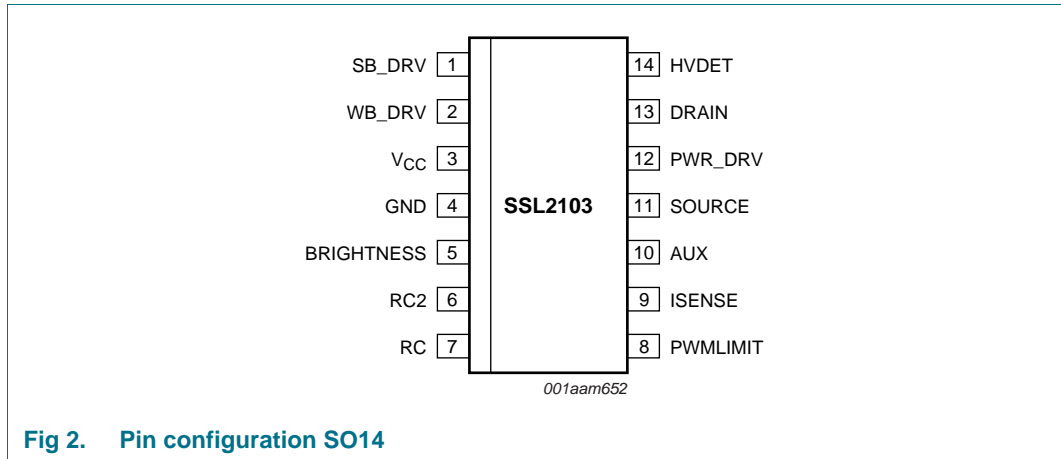 SB_DRV 1 14 HVDET
WB_DRV 2 13 DRAIN
VCC 3 12 PWR_DRV
GND 4 SSL2103 11 SOURCE
BRIGHTNESS 5 10 AUX
RC2 6 9 ISENSE
RC 7 8 PWMLIMIT
001aam652
Fig 2. Pin configuration SO14